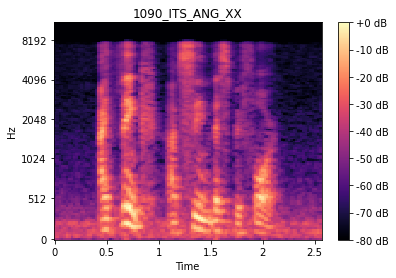 1090_ITS_ANG_XX
+0 dB
8192
-10 dB
4096
-20 dB
-30 dB
2048
Hz
-40 dB
1024
-50 dB
512
-60 dB
-70 dB
0
-80 dB
0 0.5 1 1.5 2 2.5
Time